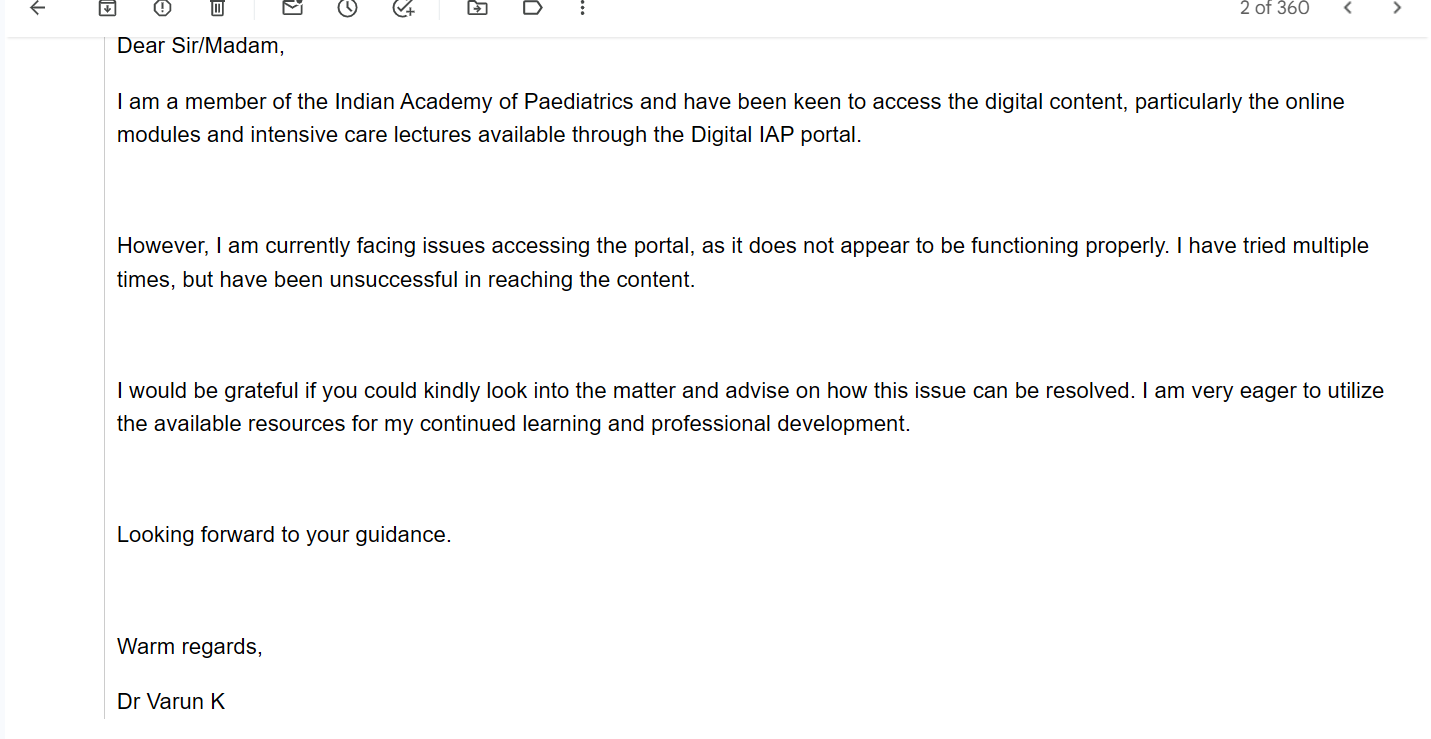 2 of 360
Dear Sir/Madam,
I am a member of the Indian Academy of Paediatrics and have been keen to access the digital content, particularly the online
modules and intensive care lectures available through the Digital IAP portal.
However, I am currently facing issues accessing the portal, as it does not appear to be functioning properly. I have tried multiple
times, but have been unsuccessful in reaching the content.
I would be grateful if you could kindly look into the matter and advise on how this issue can be resolved. I am very eager to utilize
the available resources for my continued learning and professional development.
Looking forward to your guidance.
Warm regards,
Dr Varun K